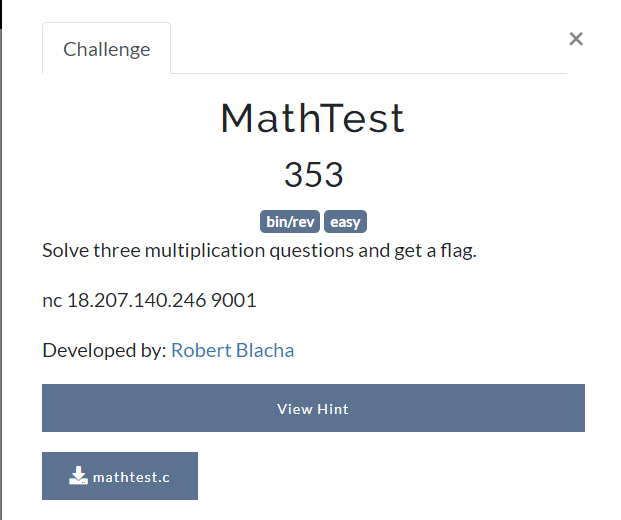 Challenge
×
MathTest
353
bin/rev easy
Solve three multiplication questions and get a flag.
nc 18.207.140.246 9001
Developed by: Robert Blacha
View Hint
mathtest.c